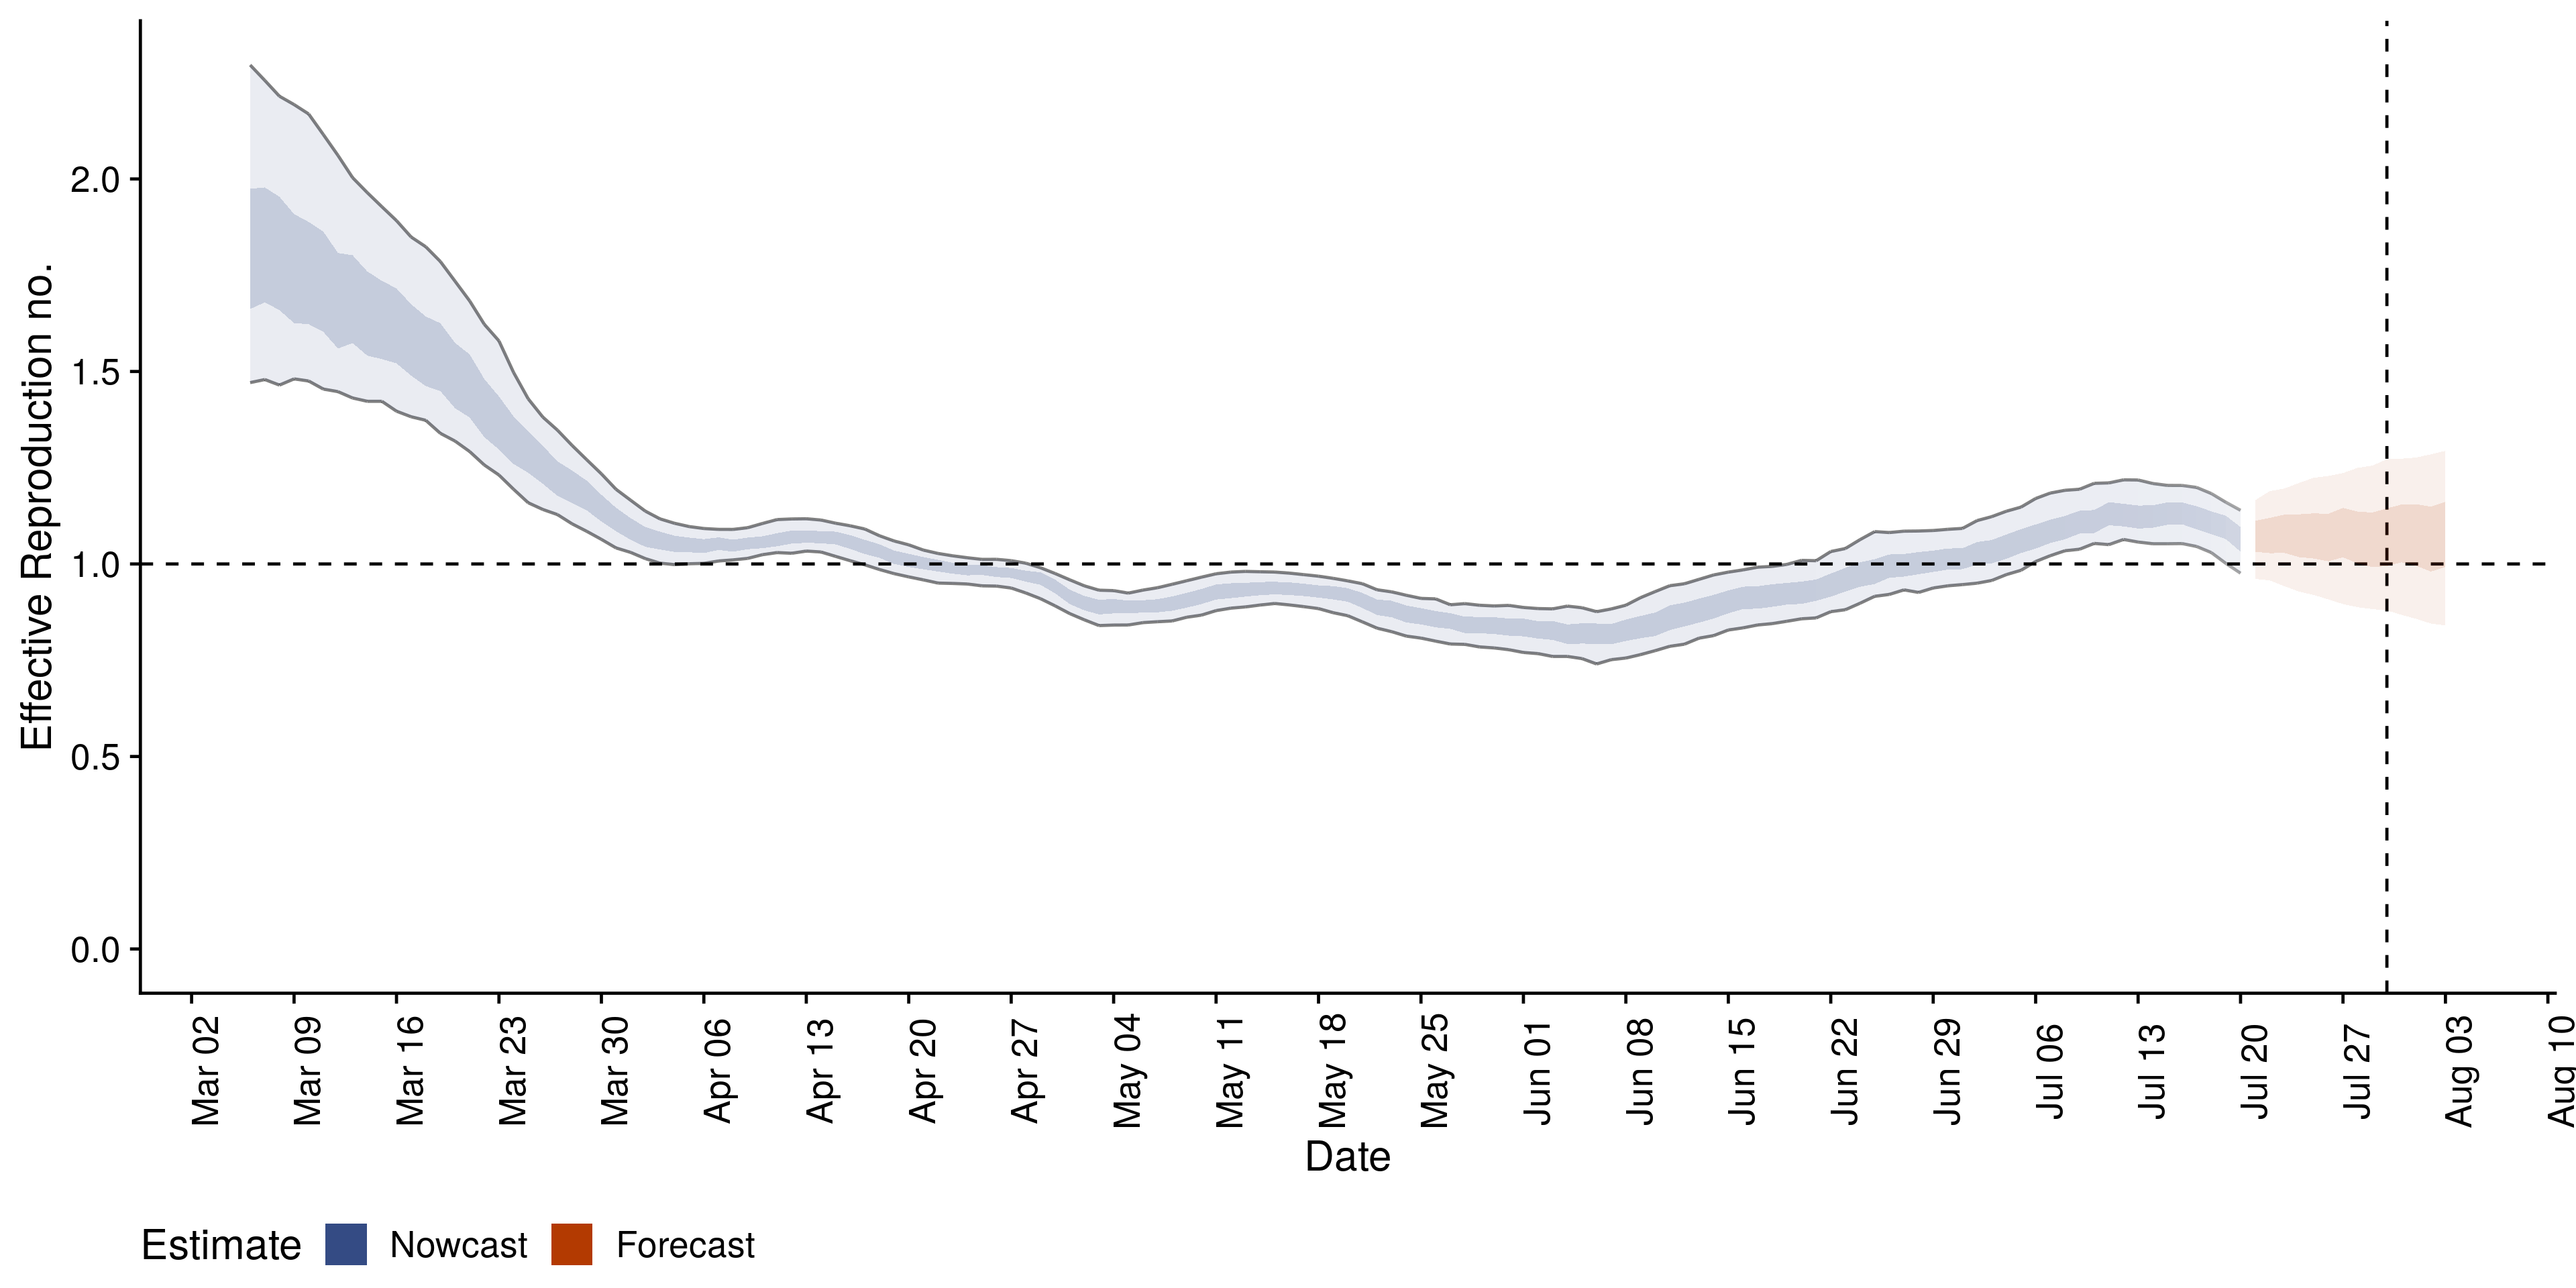 Effective Reproduction no.
2.0
1.5
1.0
0.5
0.0
Mar 02
Mar 09
Mar 16
Mar 23
Mar 30
Apr 06
Apr 13
Apr 20
Apr 27
May 04
May 11
May 18
May 25
Jun 01
Jun 08
Jun 15
Jun 22
Jun 29
Jul 06
Jul 13
Jul 20
Jul 27
Aug 03
Aug 10
Date
Estimate Nowcast Forecast